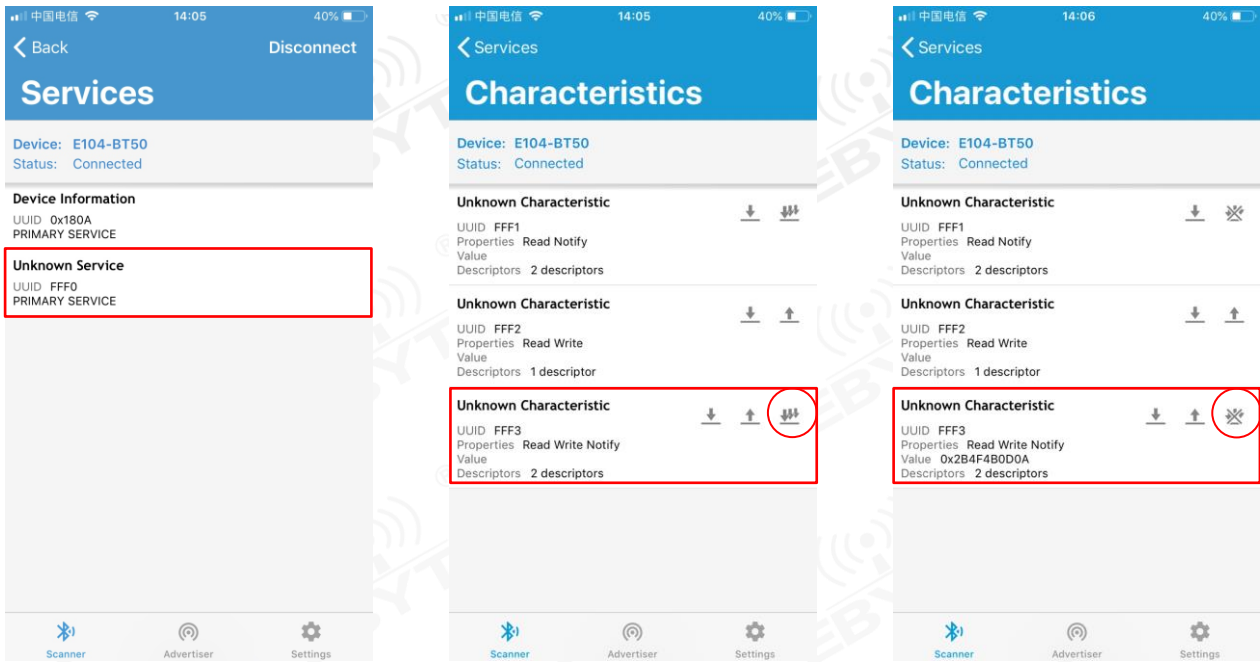 中国电信 14:05 40%
Back Disconnect
Services
Device: E104-BT50
Status: Connected
Device Information
UUID 0x180A
PRIMARY SERVICE
Unknown Service
UUID FFF0
PRIMARY SERVICE
Scanner Advertiser Settings
中国电信 14:05 40%
Services
Characteristics
Device: E104-BT50
Status: Connected
Unknown Characteristic
UUID FFF1
Properties Read Notify
Value
Descriptors 2 descriptors
Unknown Characteristic
UUID FFF2
Properties Read Write
Value
Descriptors 1 descriptor
Unknown Characteristic
UUID FFF3
Properties Read Write Notify
Value
Descriptors 2 descriptors
Scanner Advertiser Settings
中国电信 14:06 40%
Services
Characteristics
Device: E104-BT50
Status: Connected
Unknown Characteristic
UUID FFF1
Properties Read Notify
Value
Descriptors 2 descriptors
Unknown Characteristic
UUID FFF2
Properties Read Write
Value
Descriptors 1 descriptor
Unknown Characteristic
UUID FFF3
Properties Read Write Notify
Value 0x2B4F4B0D0A
Descriptors 2 descriptors
Scanner Advertiser Settings